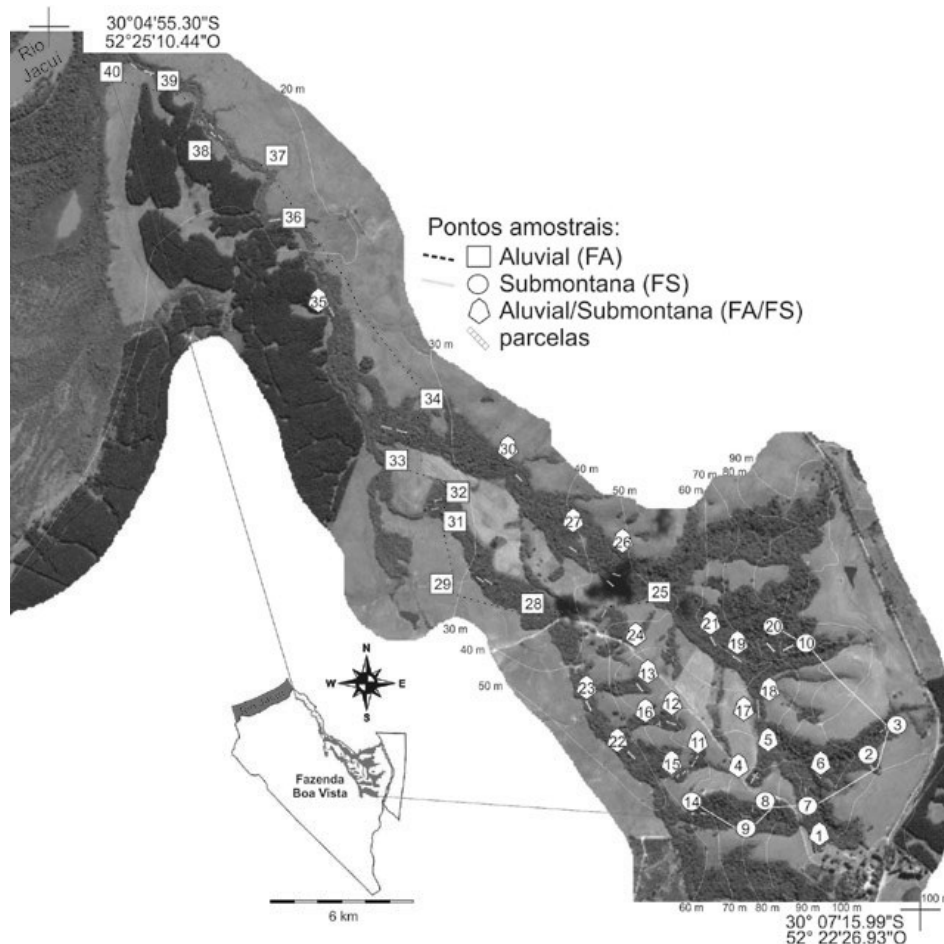 30°04'55.30"S
52°25'10.44"O
Rio
Jacuí
40
39
20 m
38
37
36
Pontos amostrais:
Aluvial (FA)
Submontana (FS)
Aluvial/Submontana (FA/FS)
parcelas
35
30 m
34
30
33
40 m
90 m
70 m
80 m
32
50 m
60 m
31
27
26
29
28
25
30 m
21
20
19
10
24
40 m
13
50 m
23
18
N
W
E
S
12
16
17
3
22
11
5
2
15
4
6
Fazenda
Boa Vista
14
8
7
9
1
6 km
60 m
70 m
80 m
90 m
100 m
100 m
30° 07'15.99"S
52° 22'26.93"O